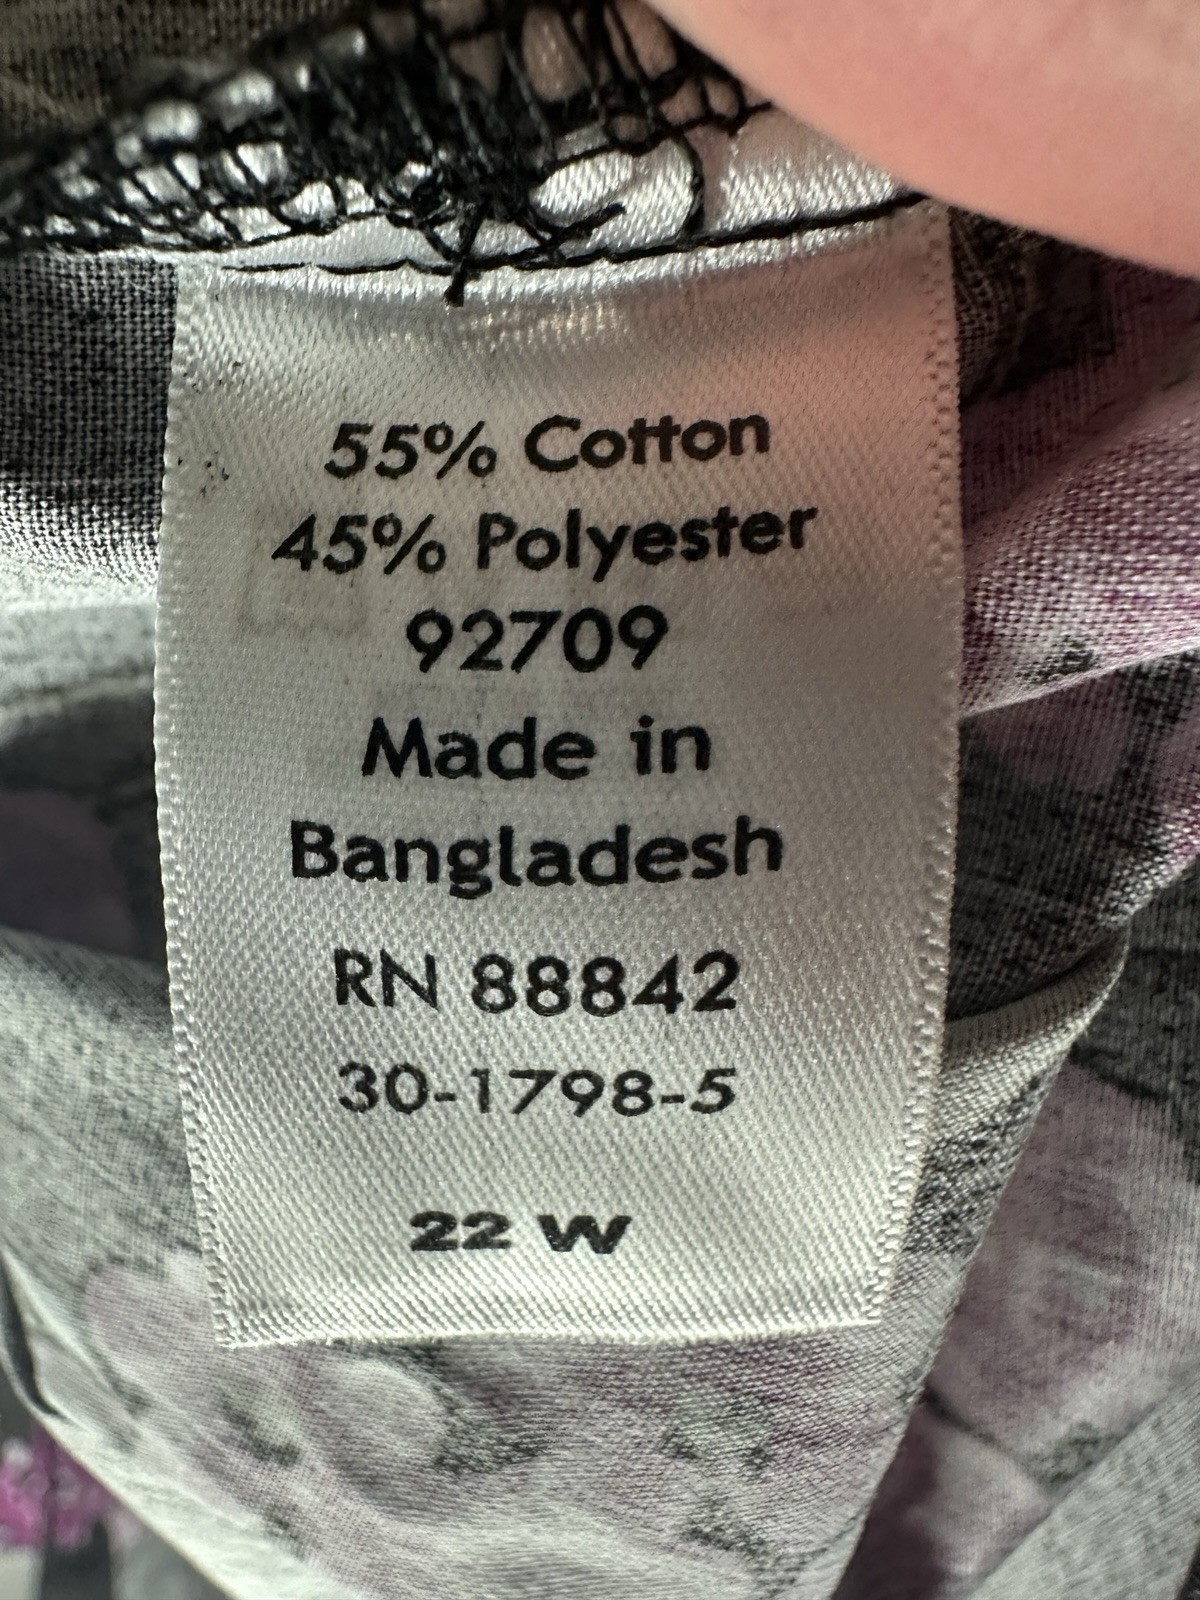 55% Cotton
45% Polyester
92709
Made in
Bangladesh
RN 88842
30-1798-5
22 W